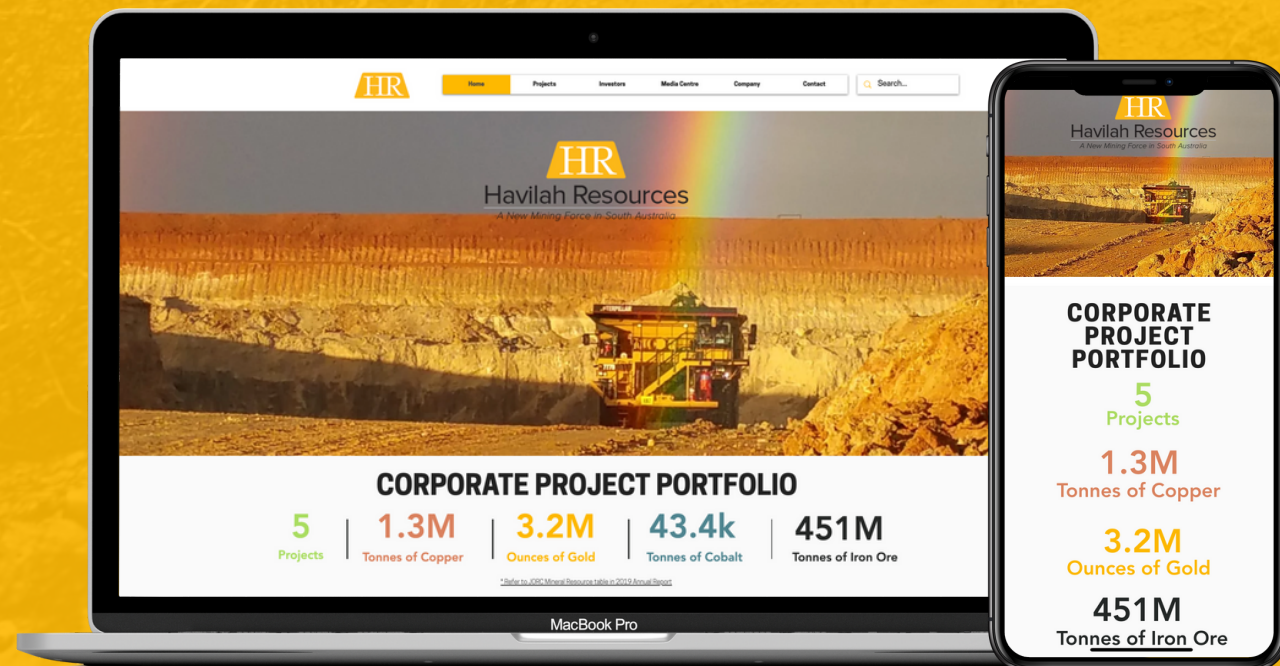 HR
Home Projects Investors Media Centre Company Contact Search...
HR
Havilah Resources
A New Mining Force in South Australia
CORPORATE PROJECT PORTFOLIO
5 1.3M 3.2M 43.4k 451M
Projects Tonnes of Copper Ounces of Gold Tonnes of Cobalt Tonnes of Iron Ore
* Refer to JORC Mineral Resource table in 2019 Annual Report
MacBook Pro
HR
Havilah Resources
A New Mining Force in South Australia
CORPORATE
PROJECT
PORTFOLIO
5
Projects
1.3M
Tonnes of Copper
3.2M
Ounces of Gold
451M
Tonnes of Iron Ore